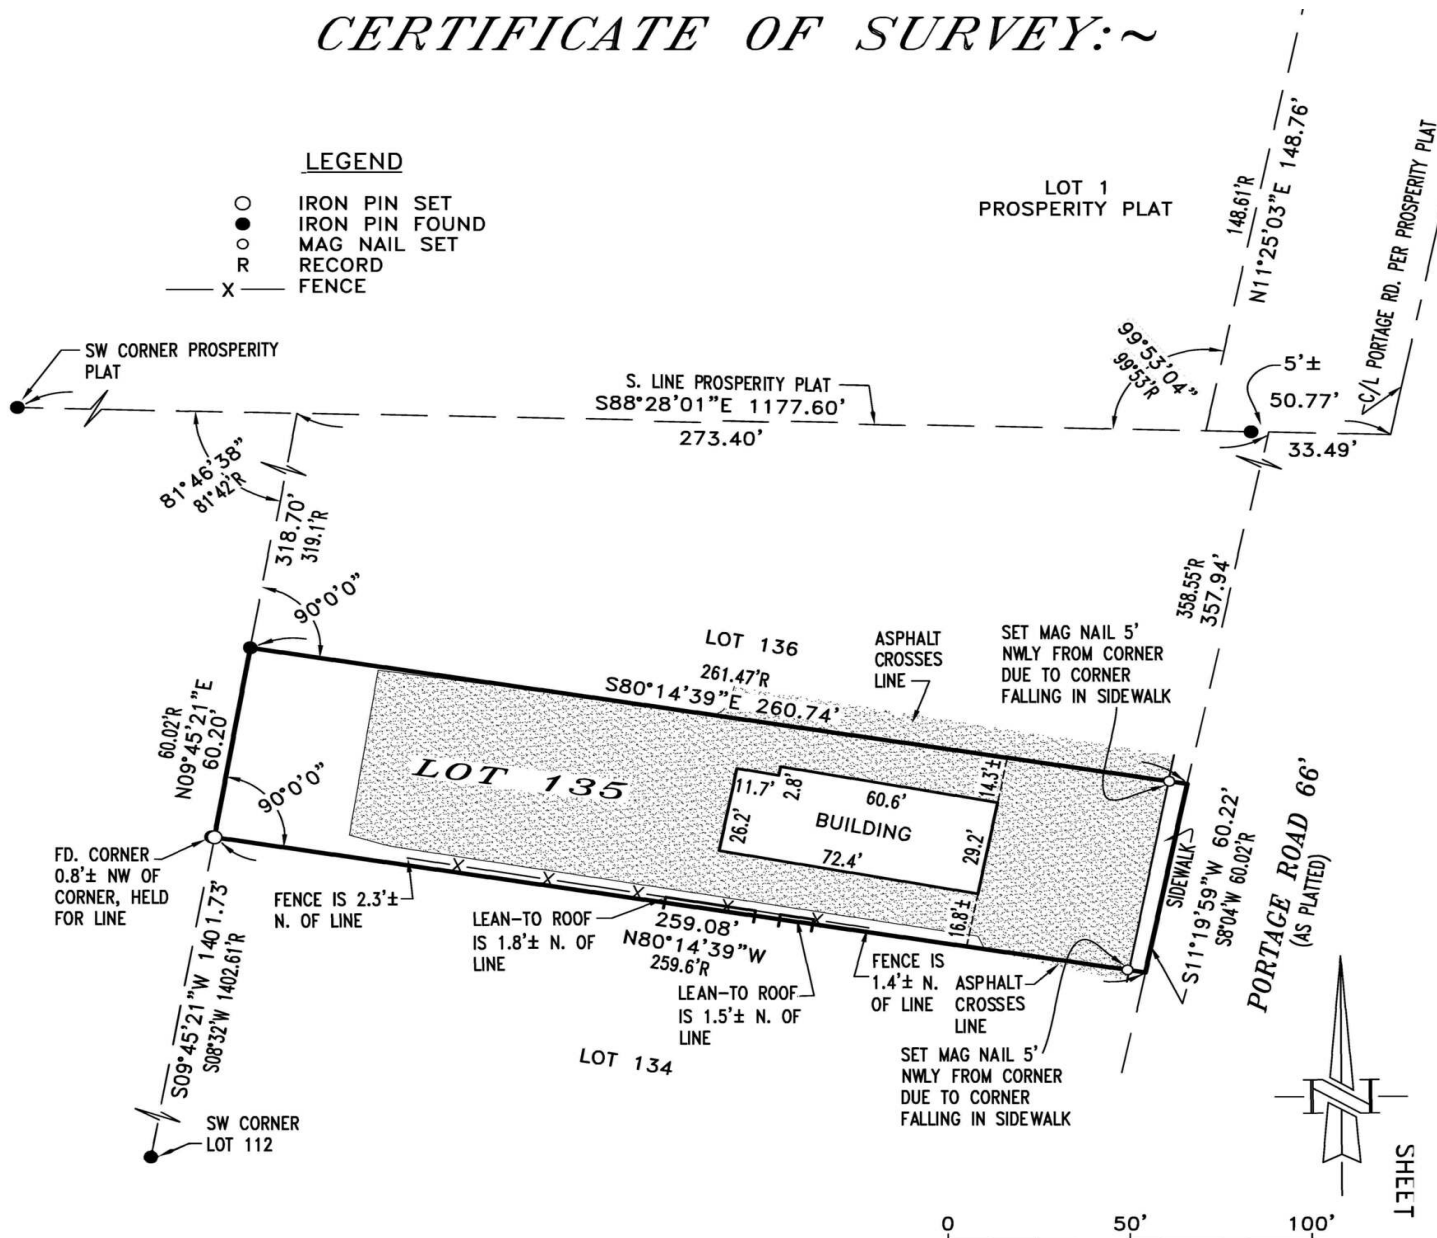 CERTIFICATE OF SURVEY:~
LEGEND
IRON PIN SET
IRON PIN FOUND
MAG NAIL SET
R RECORD
X FENCE
LOT 1
PROSPERITY PLAT
148.61'R
N11°25'03"E 148.76'
C/L PORTAGE RD. PER PROSPERITY PLAT
SW CORNER PROSPERITY
PLAT
S. LINE PROSPERITY PLAT
S88°28'01"E 1177.60'
273.40'
99°53'04"
99°53'R
5'±
50.77'
33.49'
81°46'38"
81°42'R
318.70'
319.1'R
90°0'0"
358.55'R
357.94'
LOT 136
261.47'R
S80°14'39"E 260.74'
ASPHALT
CROSSES
LINE
SET MAG NAIL 5'
NWLY FROM CORNER
DUE TO CORNER
FALLING IN SIDEWALK
60.02'R
N09°45'21"E
60.20'
90°0'0"
LOT 135
11.7'
2.8'
60.6'
14.3'±
BUILDING
26.2'
72.4'
29.2'
16.8'±
SIDEWALK
S11°19'59"W 60.22'
S8°04'W 60.02'R
PORTAGE ROAD 66'
(AS PLATTED)
FD. CORNER
0.8'± NW OF
CORNER, HELD
FOR LINE
FENCE IS 2.3'±
N. OF LINE
X X X X X
LEAN-TO ROOF
IS 1.8'± N. OF
LINE
259.08'
N80°14'39"W
259.6'R
LEAN-TO ROOF
IS 1.5'± N. OF
LINE
FENCE IS
1.4'± N.
OF LINE
ASPHALT
CROSSES
LINE
S09°45'21"W 1401.73'
S08°32'W 1402.61'R
LOT 134
SET MAG NAIL 5'
NWLY FROM CORNER
DUE TO CORNER
FALLING IN SIDEWALK
SW CORNER
LOT 112
N
SHEET
0 50' 100'